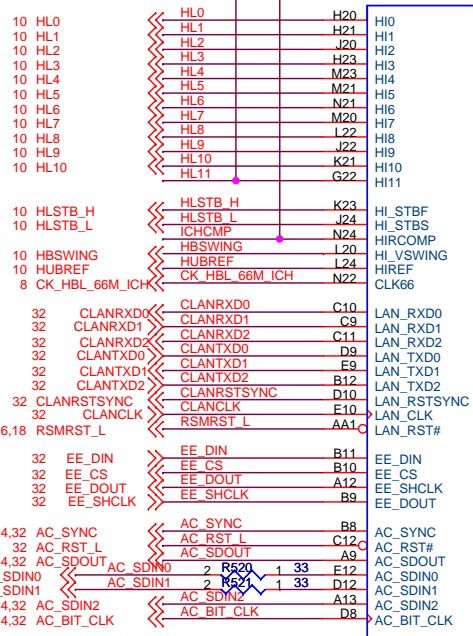 10 HL0 HL0 H20 HI0
10 HL1 HL1 H21 HI1
10 HL2 HL2 J20 HI2
10 HL3 HL3 H23 HI3
10 HL4 HL4 M23 HI4
10 HL5 HL5 M21 HI5
10 HL6 HL6 N21 HI6
10 HL7 HL7 M20 HI7
10 HL8 HL8 L22 HI8
10 HL9 HL9 J22 HI9
10 HL10 HL10 K21 HI10
HL11 G22 HI11
10 HLSTB_H HLSTB_H K23 HI_STBF
10 HLSTB_L HLSTB_L J24 HI_STBS
ICHCMP N24 HIRCOMP
10 HBSWING HBSWING L20 HI_VSWING
10 HUBREF HUBREF L24 HIREF
8 CK_HBL_66M_ICH CK_HBL_66M_ICH N22 CLK66
32 CLANRXD0 CLANRXD0 C10 LAN_RXD0
32 CLANRXD1 CLANRXD1 C9 LAN_RXD1
32 CLANRXD2 CLANRXD2 C11 LAN_RXD2
32 CLANTXD0 CLANTXD0 D9 LAN_TXD0
32 CLANTXD1 CLANTXD1 E9 LAN_TXD1
32 CLANTXD2 CLANTXD2 B12 LAN_TXD2
32 CLANRSTSYNC CLANRSTSYNC D10 LAN_RSTSYNC
32 CLANCLK CLANCLK E10 LAN_CLK
6,18 RSMRST_L RSMRST_L AA1 LAN_RST#
32 EE_DIN EE_DIN B11 EE_DIN
32 EE_CS EE_CS B10 EE_CS
32 EE_DOUT EE_DOUT A12 EE_SHCLK
32 EE_SHCLK EE_SHCLK B9 EE_DOUT
4,32 AC_SYNC AC_SYNC B8 AC_SYNC
32 AC_RST_L AC_RST_L C12 AC_RST#
4,32 AC_SDOUT AC_SDOUT A9 AC_SDOUT
_SDIN0 AC_SDIN0 2 R520 1 33 E12 AC_SDIN0
_SDIN1 AC_SDIN1 2 R521 1 33 D12 AC_SDIN1
4,32 AC_SDIN2 AC_SDIN2 A13 AC_SDIN2
4,32 AC_BIT_CLK AC_BIT_CLK D8 AC_BIT_CLK